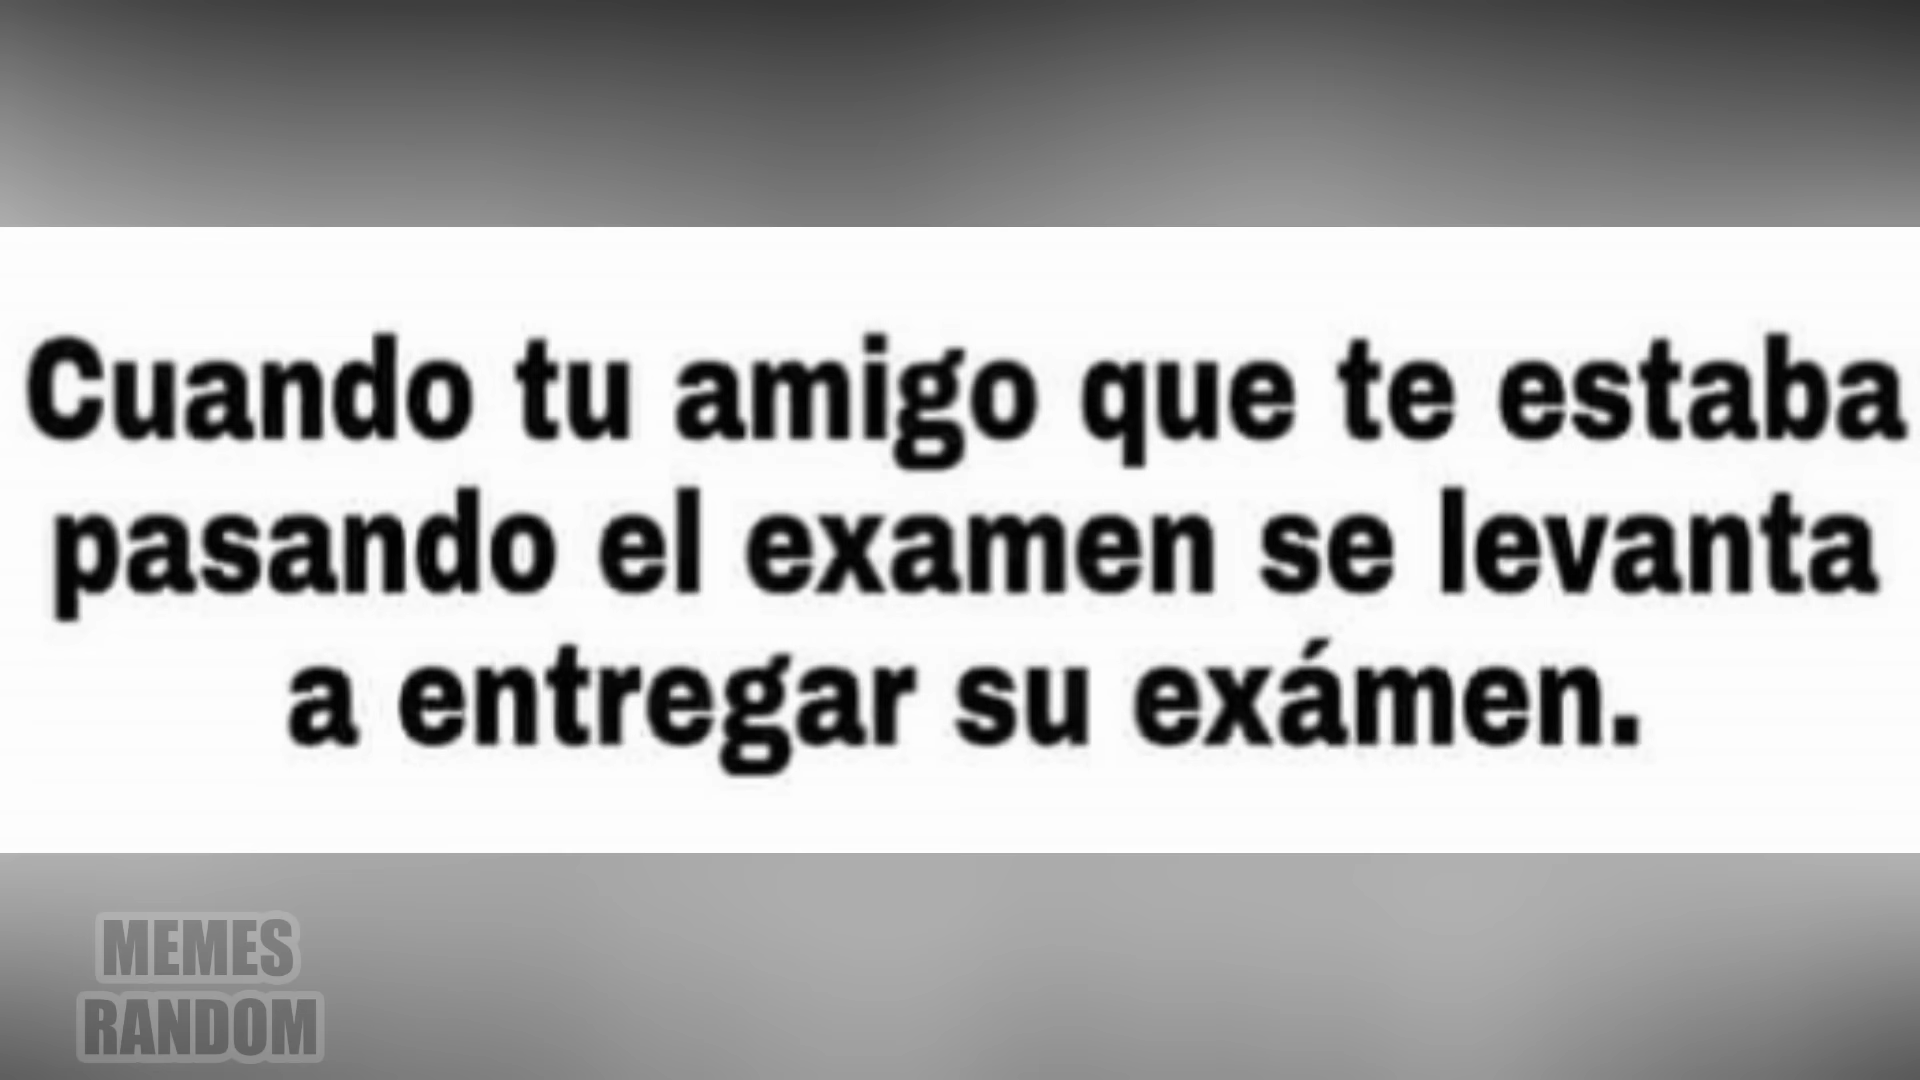 Cuando tu amigo que te estaba
pasando el examen se levanta
a entregar su exámen.
MEMES
RANDOM